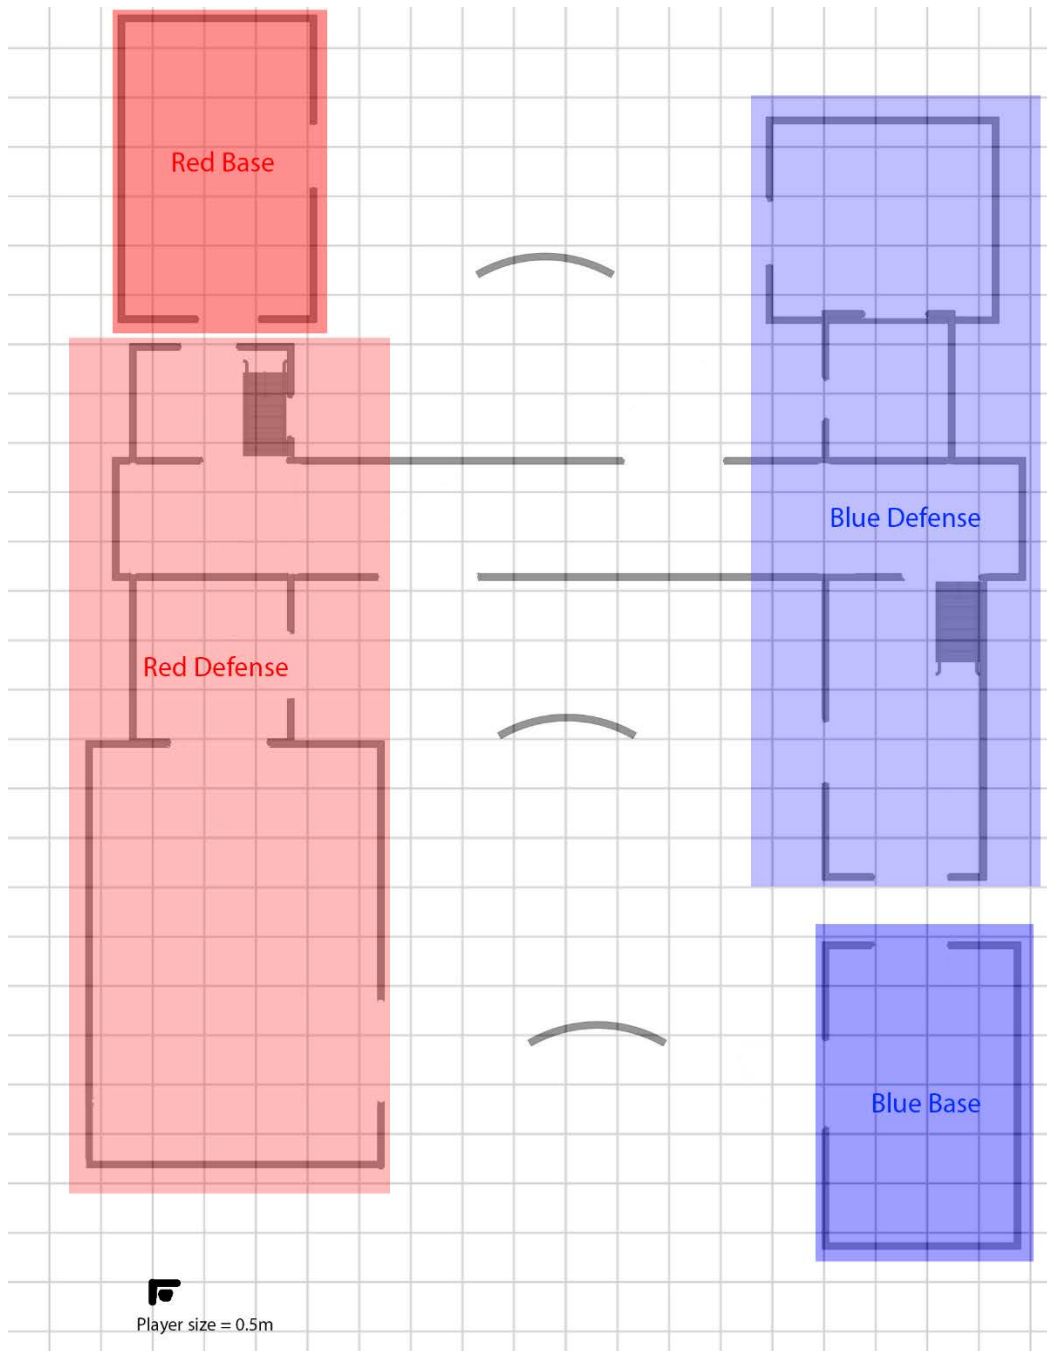 Red Base
Blue Defense
Red Defense
Blue Base
Player size = 0.5m